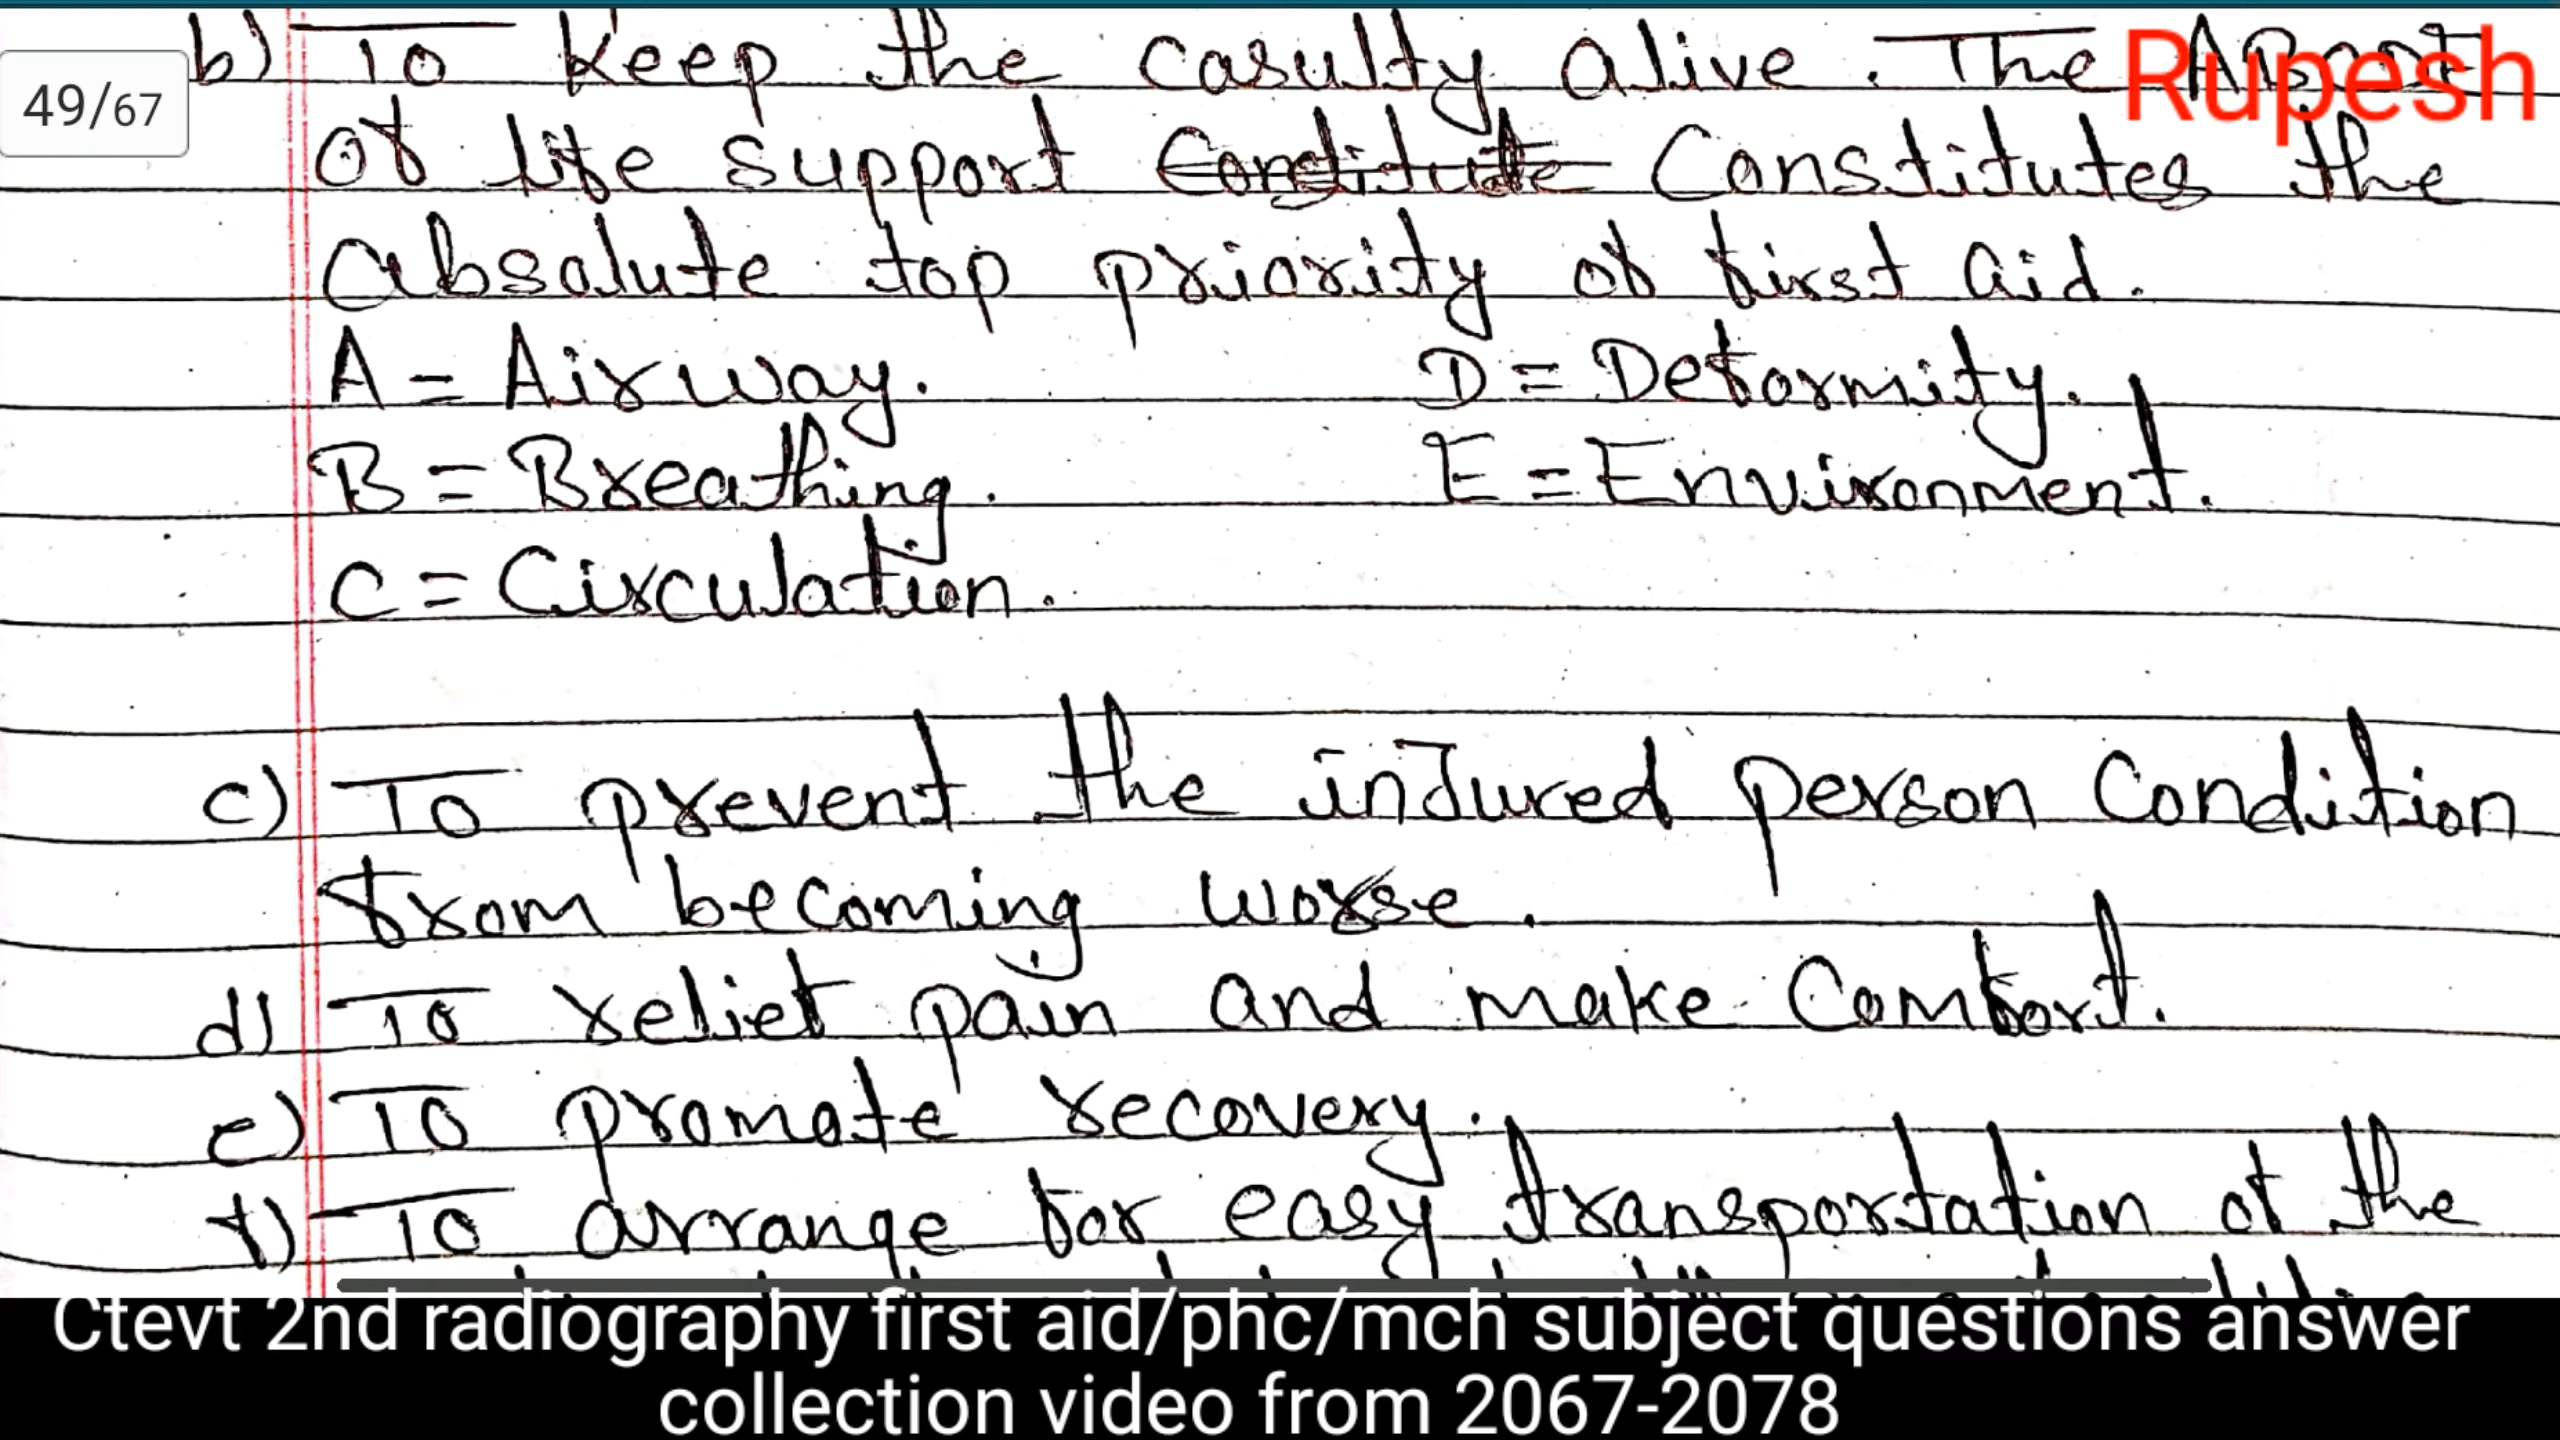 b) To keep the casulty alive. The ABCDE
Rupesh
49/67
of life support Constitute Constitutes the
absolute top priority of first aid.
A = Airway. D = Deformity.
B = Breathing. E = Environment.
C = Circulation.
c) To prevent the inJured person Condition
from becoming worse.
d) To relief pain and make Comfort.
e) To promote recovery.
f) To arrange for easy transportation of the
Ctevt 2nd radiography first aid/phc/mch subject questions answer
collection video from 2067-2078